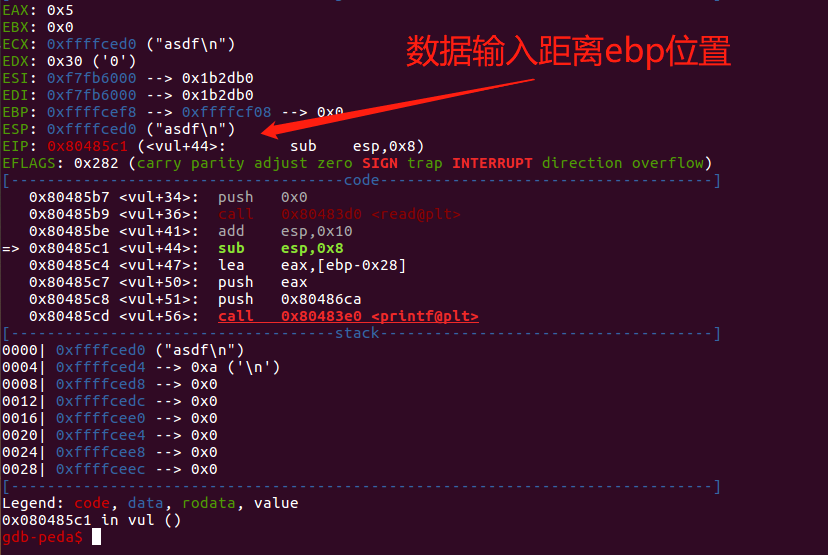 EAX: 0x5
EBX: 0x0
ECX: 0xffffced0 ("asdf\n")
EDX: 0x30 ('0')
ESI: 0xf7fb6000 --> 0x1b2db0
EDI: 0xf7fb6000 --> 0x1b2db0
EBP: 0xffffcef8 --> 0xffffcf08 --> 0x0
ESP: 0xffffced0 ("asdf\n")
EIP: 0x80485c1 (<vul+44>: sub esp,0x8)
EFLAGS: 0x282 (carry parity adjust zero SIGN trap INTERRUPT direction overflow)
数据输入距离ebp位置
[-------------------------------------code-------------------------------------]
0x80485b7 <vul+34>: push 0x0
0x80485b9 <vul+36>: call 0x80483d0 <read@plt>
0x80485be <vul+41>: add esp,0x10
=> 0x80485c1 <vul+44>: sub esp,0x8
0x80485c4 <vul+47>: lea eax,[ebp-0x28]
0x80485c7 <vul+50>: push eax
0x80485c8 <vul+51>: push 0x80486ca
0x80485cd <vul+56>: call 0x80483e0 <printf@plt>
[------------------------------------stack-------------------------------------]
0000| 0xffffced0 ("asdf\n")
0004| 0xffffced4 --> 0xa ('\n')
0008| 0xffffced8 --> 0x0
0012| 0xffffcedc --> 0x0
0016| 0xffffcee0 --> 0x0
0020| 0xffffcee4 --> 0x0
0024| 0xffffcee8 --> 0x0
0028| 0xffffceec --> 0x0
[------------------------------------------------------------------------------]
Legend: code, data, rodata, value
0x080485c1 in vul ()
gdb-peda$